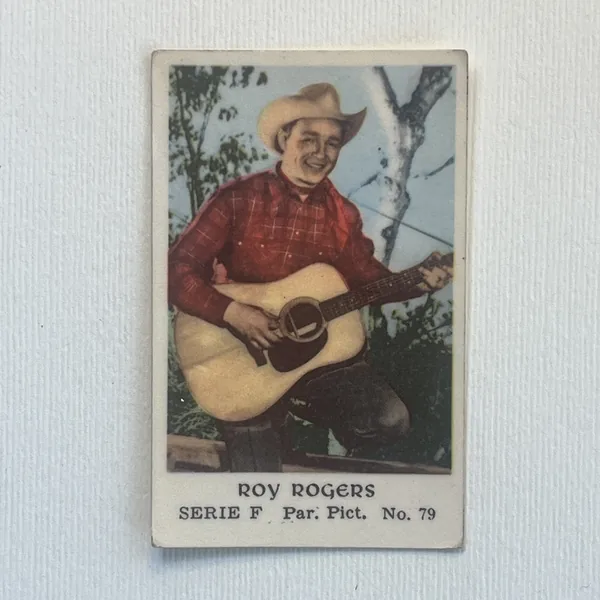 ROY ROGERS
SERIE F Par. Pict. No. 79